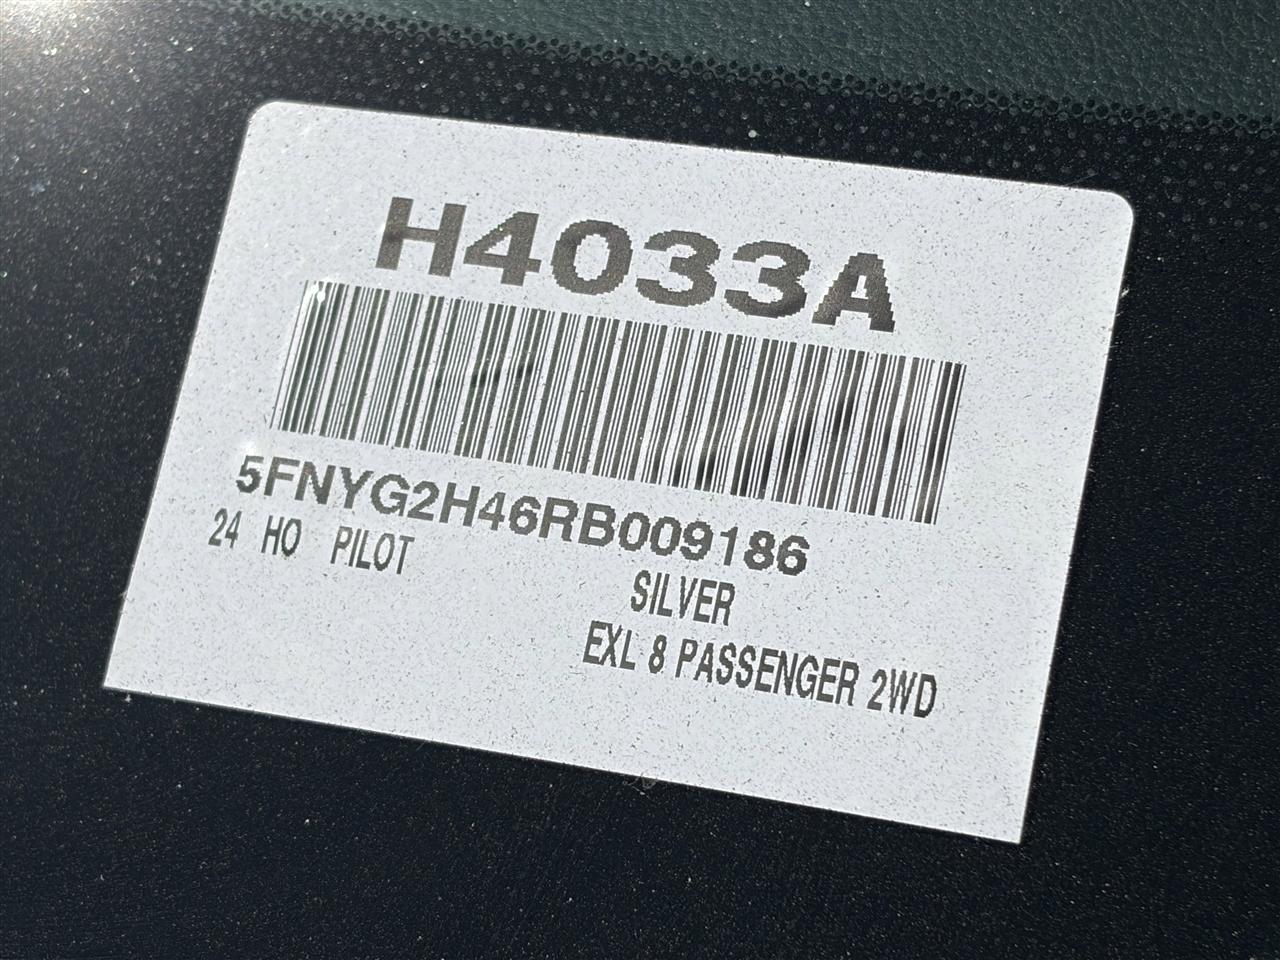 H4033A
5FNYG2H46RB009186
24 HO PILOT
SILVER
EXL 8 PASSENGER 2WD